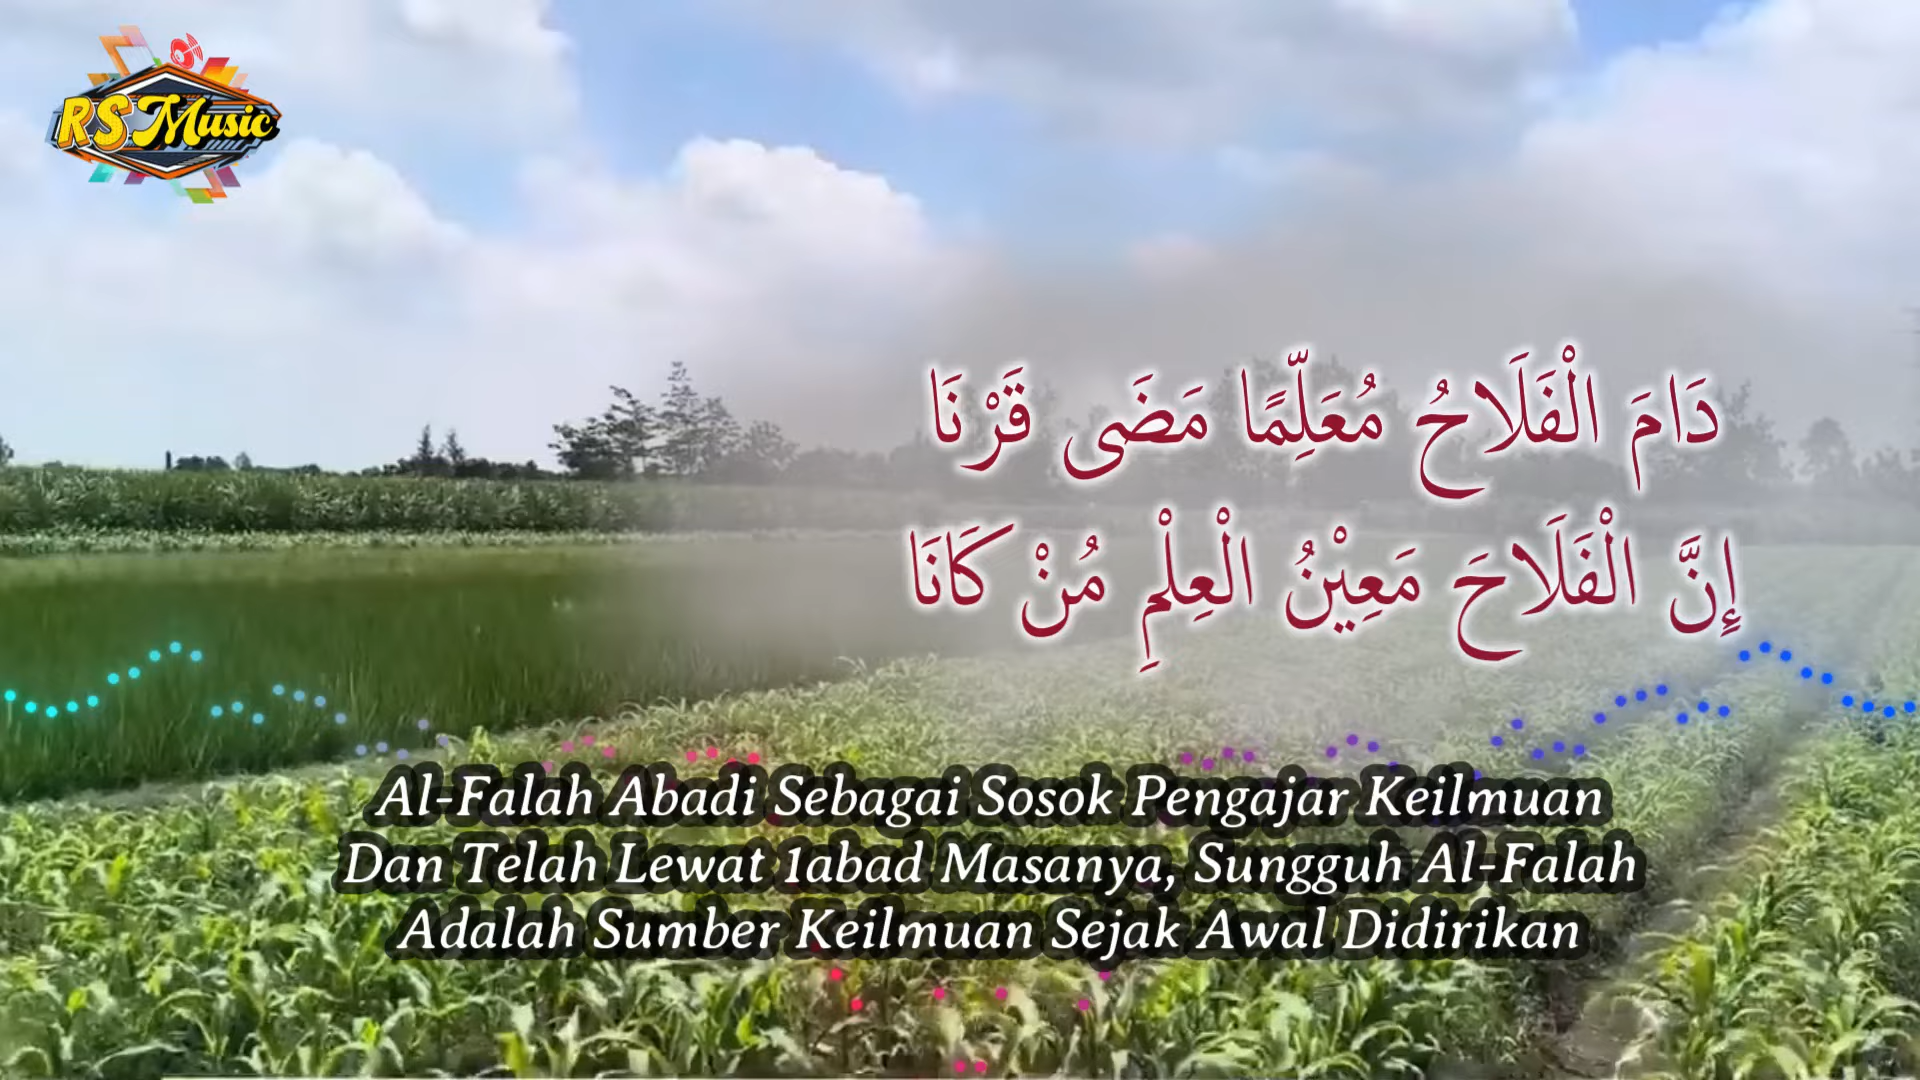 RS Music
دَامَ الْفَلَاحُ مُعَلِّمًا مَضَى قَرْنَا
إِنَّ الْفَلَاحَ مَعِيْنُ الْعِلْمِ مُنْ كَانَا
Al-Falah Abadi Sebagai Sosok Pengajar Keilmuan
Dan Telah Lewat 1abad Masanya, Sungguh Al-Falah
Adalah Sumber Keilmuan Sejak Awal Didirikan